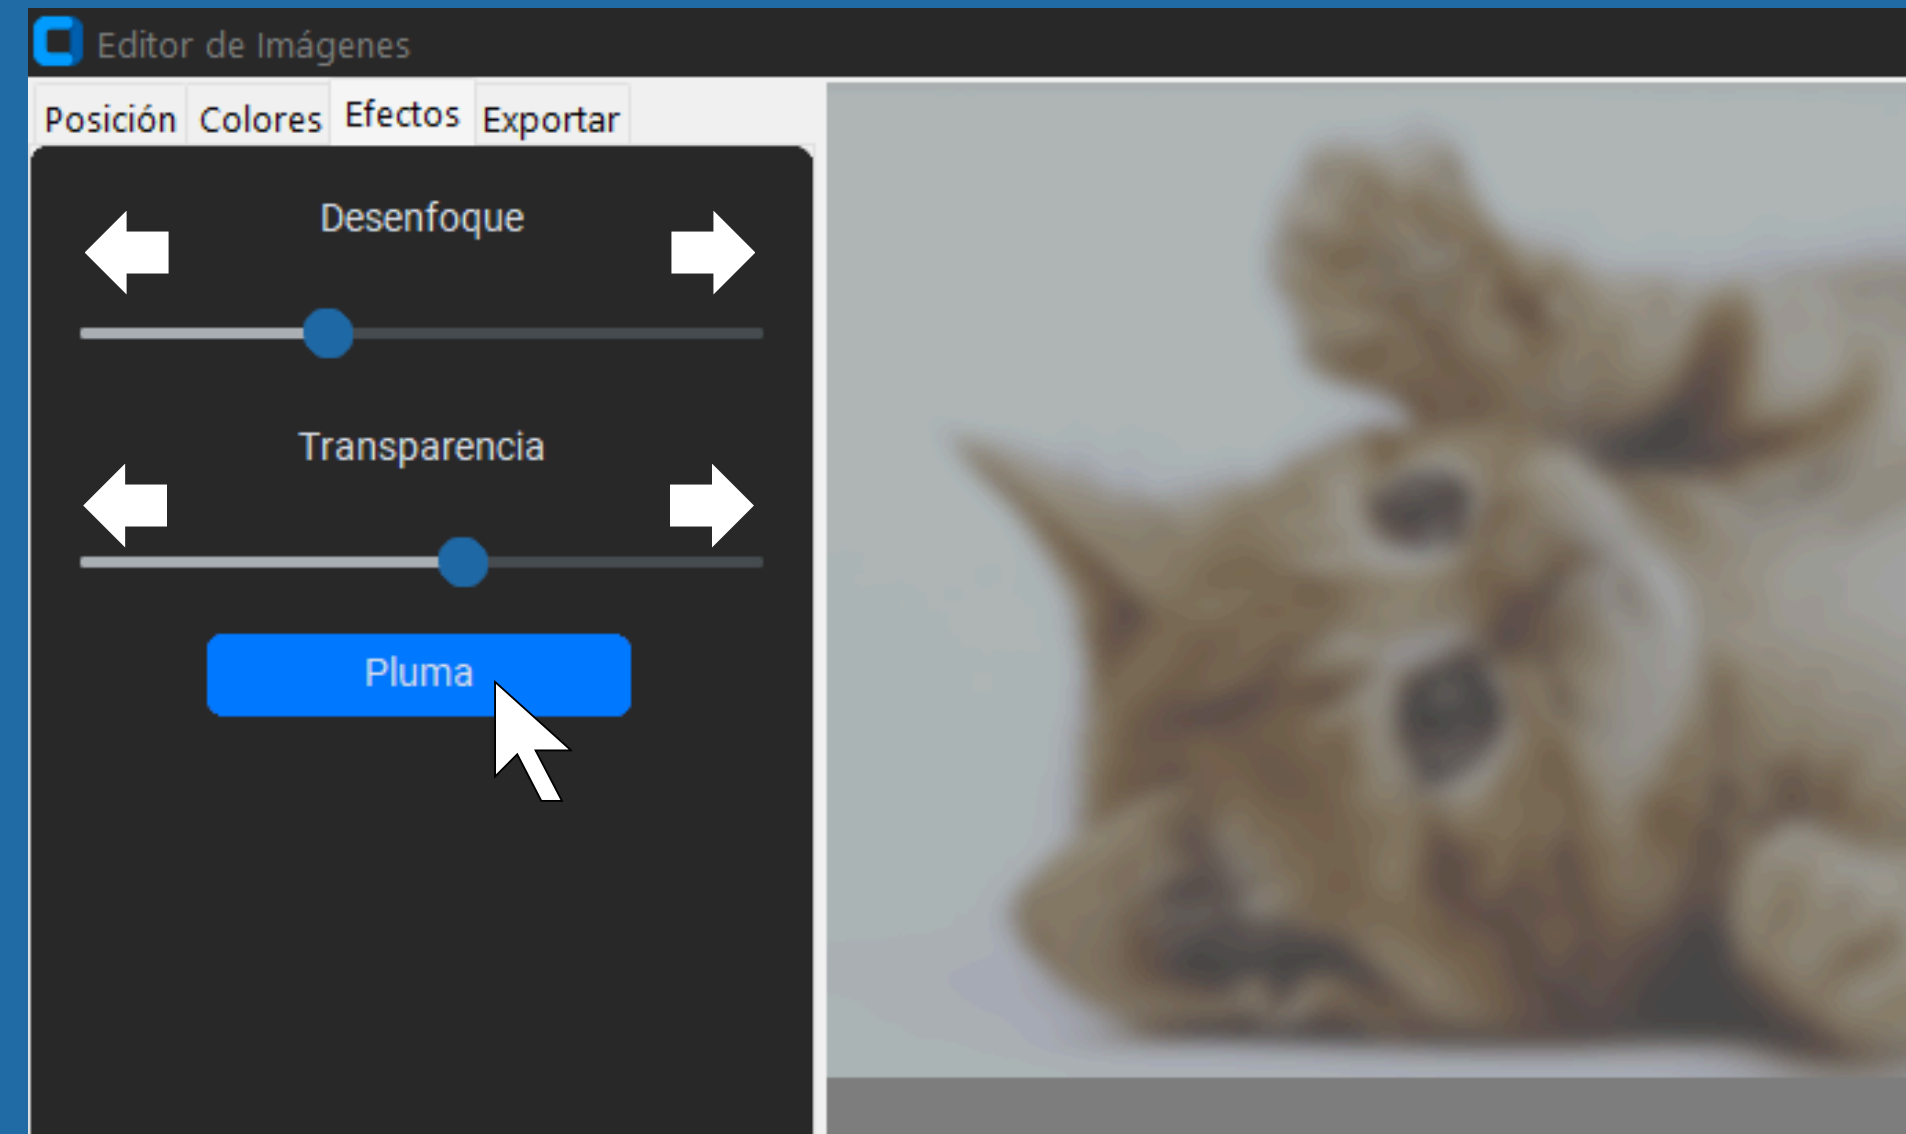 Editor de Imágenes
Posición Colores Efectos Exportar
Desenfoque
Transparencia
Pluma